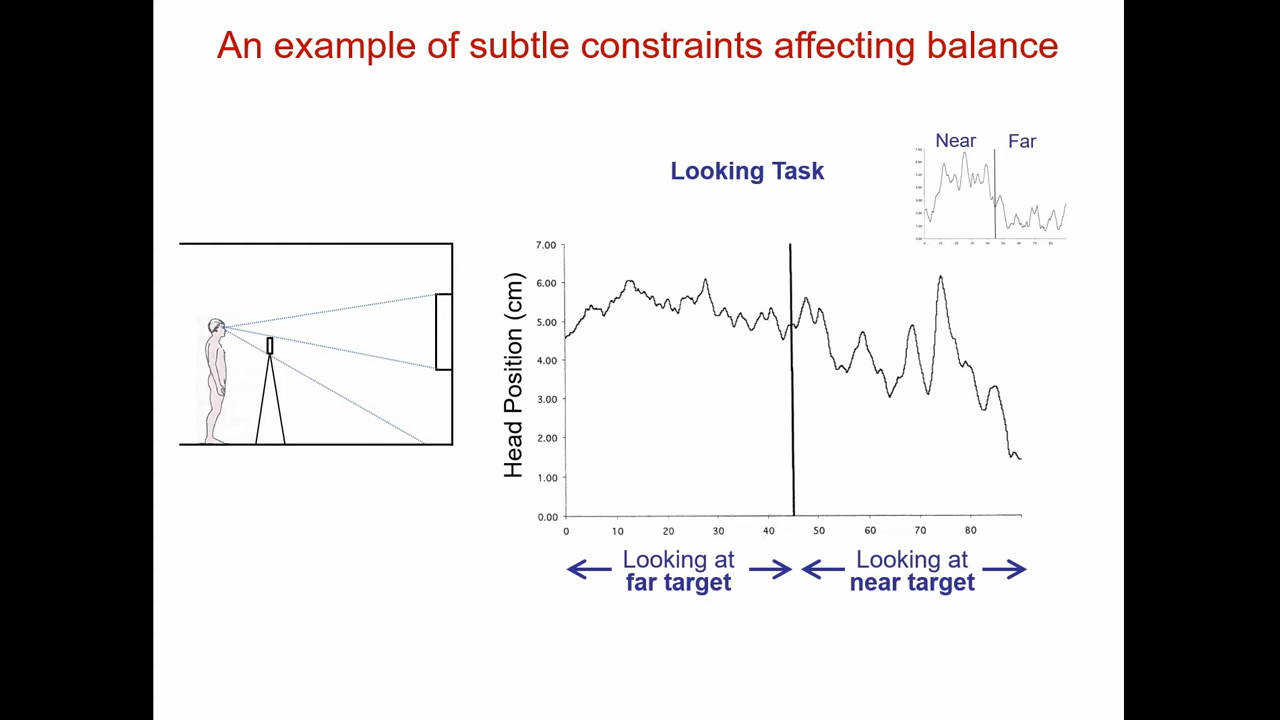 An example of subtle constraints affecting balance
Near Far
Looking Task
Head Position (cm)
7.00
6.00
5.00
4.00
3.00
2.00
1.00
0.00
0 10 20 30 40 50 60 70 80
Looking at
far target
Looking at
near target